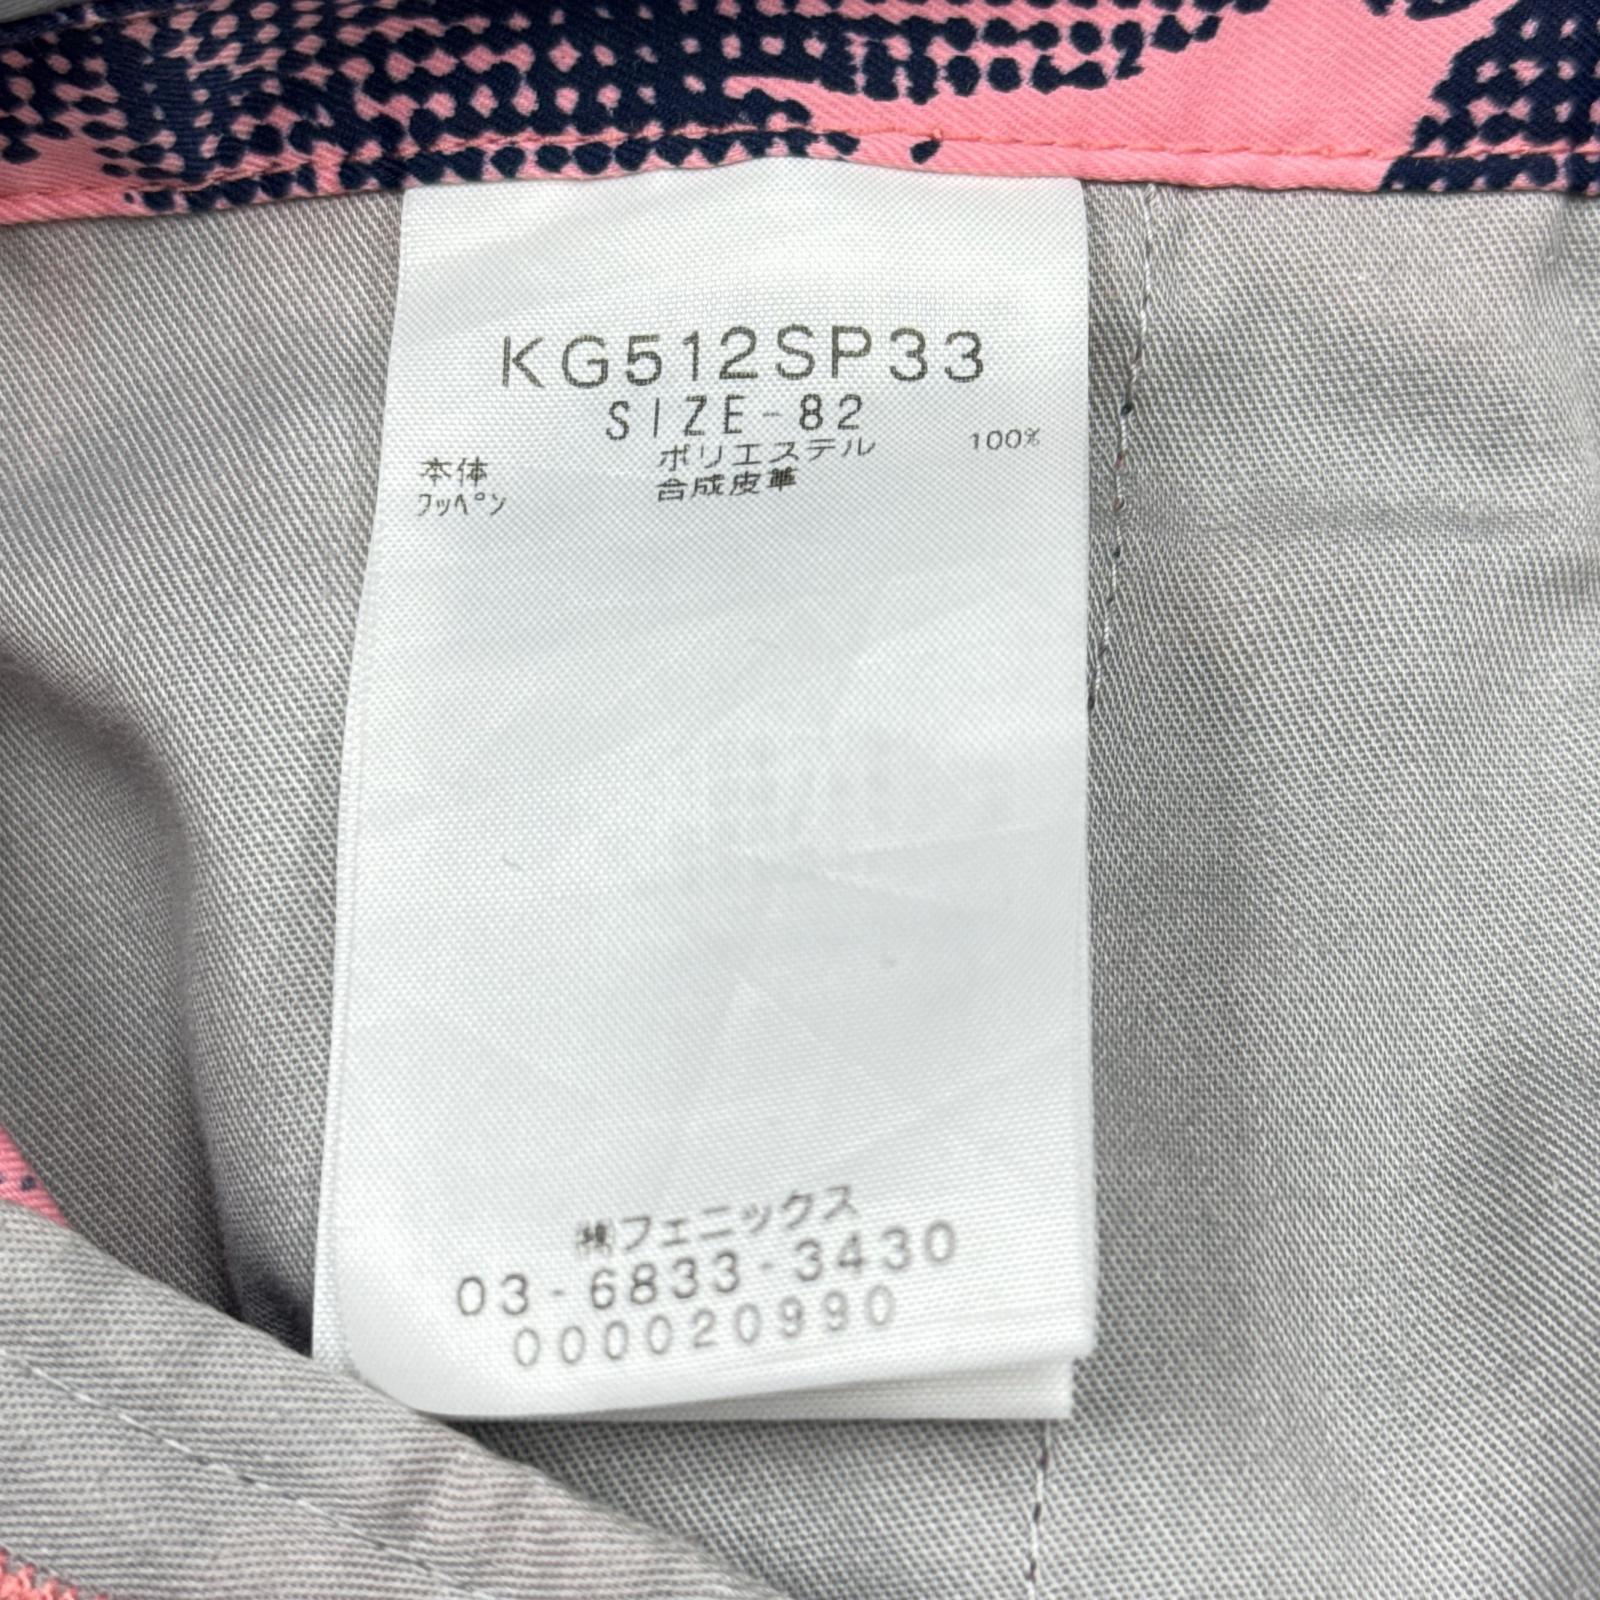 KG512SP33
SIZE-82
本体 ポリエステル 100%
ワッペン 合成皮革
㈱フェニックス
03-6833-3430
000020990